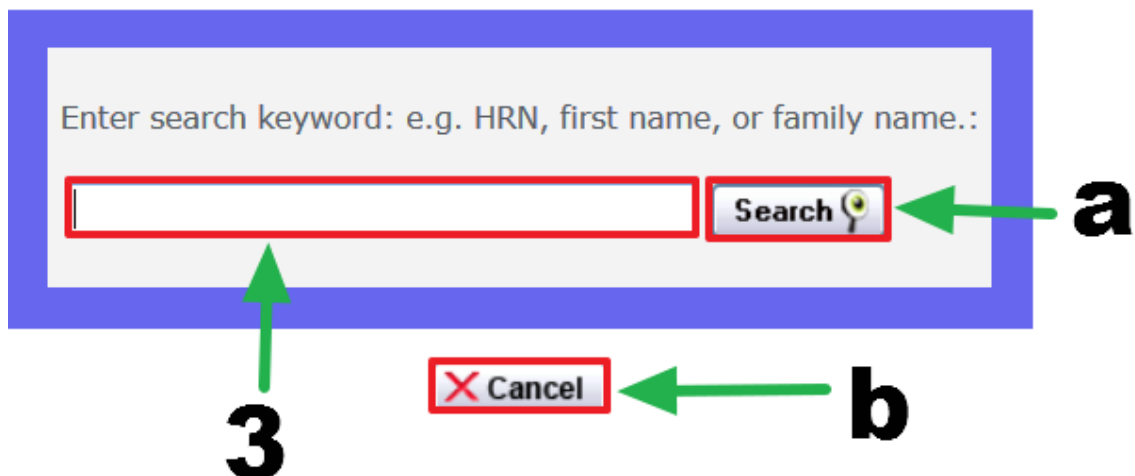 Enter search keyword: e.g. HRN, first name, or family name.:
Search
a
Cancel
b
3